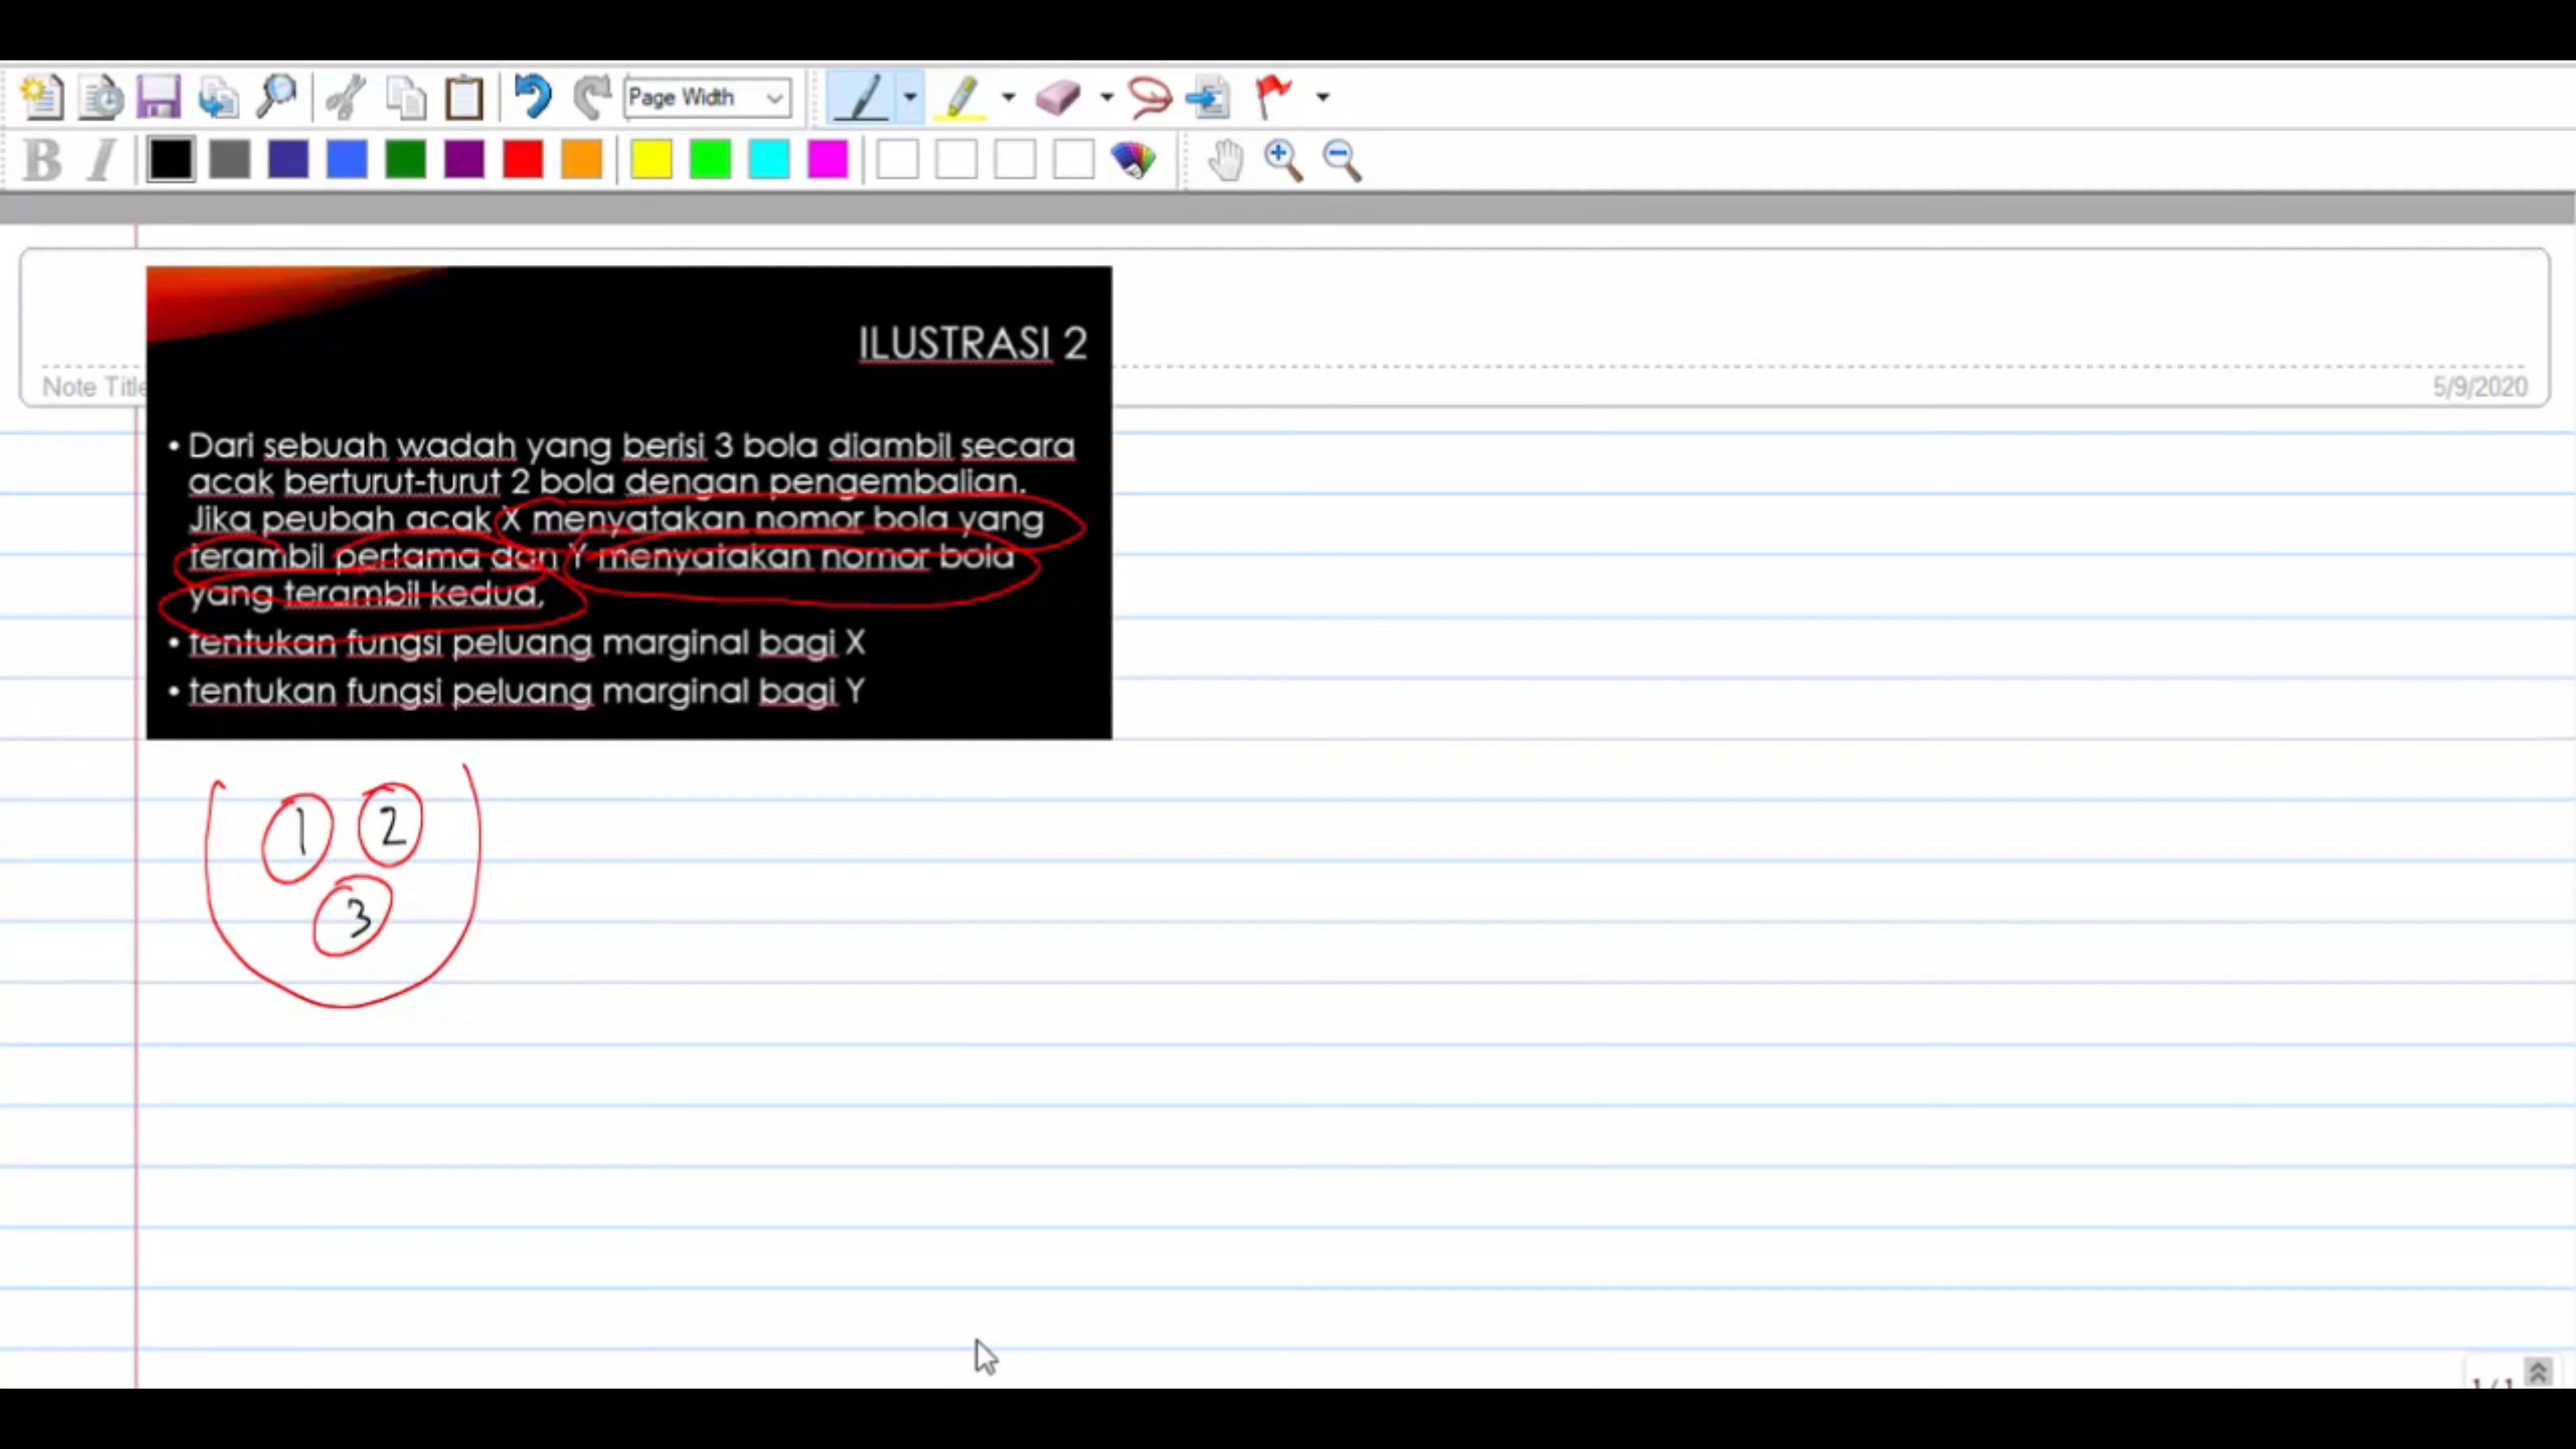 Page Width
B I
Note Title
5/9/2020
ILUSTRASI 2
• Dari sebuah wadah yang berisi 3 bola diambil secara
acak berturut-turut 2 bola dengan pengembalian.
Jika peubah acak X menyatakan nomor bola yang
terambil pertama dan Y menyatakan nomor bola
yang terambil kedua,
• tentukan fungsi peluang marginal bagi X
• tentukan fungsi peluang marginal bagi Y
1 2
3